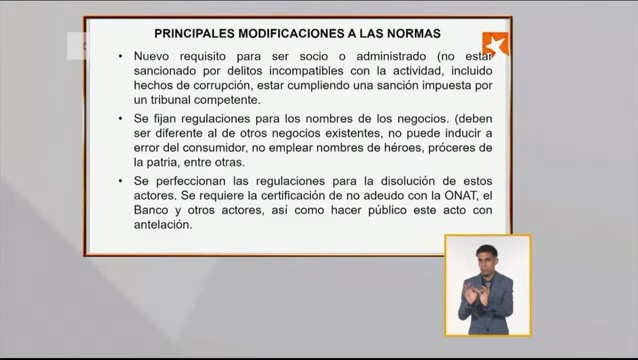 PRINCIPALES MODIFICACIONES A LAS NORMAS
• Nuevo requisito para ser socio o administrado (no estar
sancionado por delitos incompatibles con la actividad, incluido
hechos de corrupción, estar cumpliendo una sanción impuesta por
un tribunal competente.
• Se fijan regulaciones para los nombres de los negocios. (deben
ser diferente al de otros negocios existentes, no puede inducir a
error del consumidor, no emplear nombres de héroes, próceres de
la patria, entre otras.
• Se perfeccionan las regulaciones para la disolución de estos
actores. Se requiere la certificación de no adeudo con la ONAT, el
Banco y otros actores, así como hacer público este acto con
antelación.